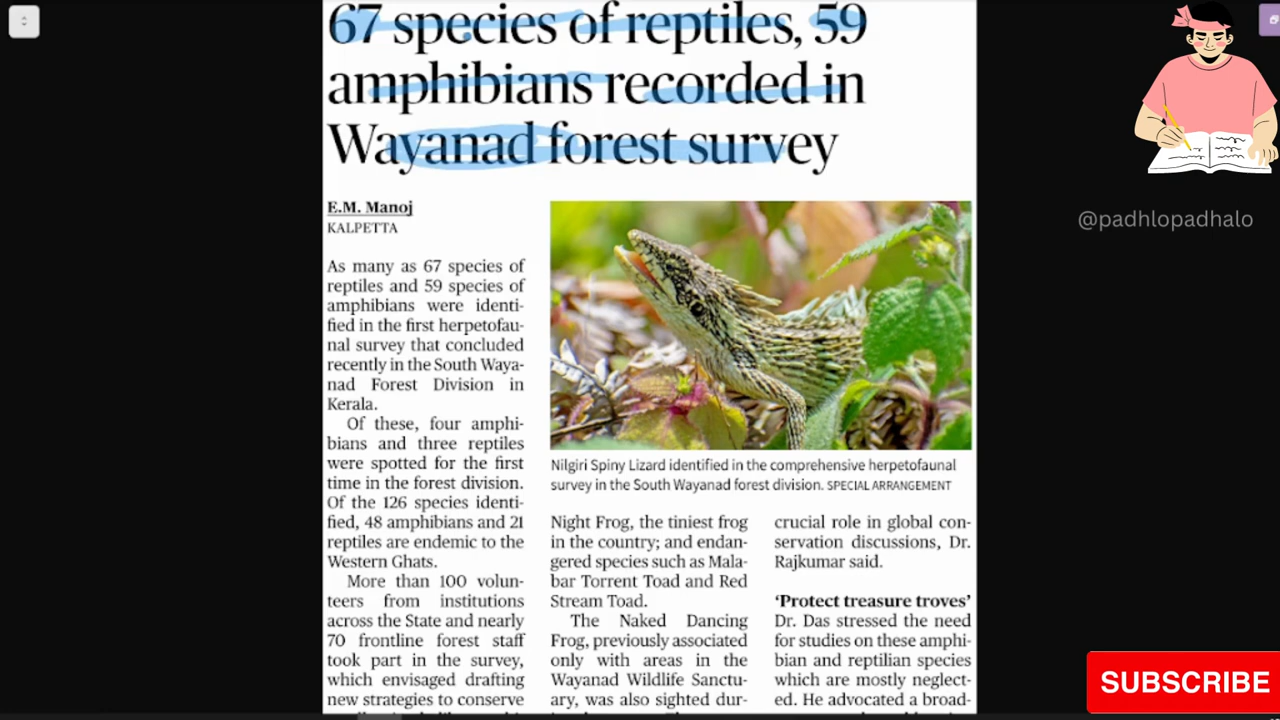 67 species of reptiles, 59
amphibians recorded in
Wayanad forest survey
E.M. Manoj
KALPETTA
As many as 67 species of
reptiles and 59 species of
amphibians were identi-
fied in the first herpetofau-
nal survey that concluded
recently in the South Waya-
nad Forest Division in
Kerala.
Of these, four amphi-
bians and three reptiles
were spotted for the first
time in the forest division.
Of the 126 species identi-
fied, 48 amphibians and 21
reptiles are endemic to the
Western Ghats.
More than 100 volun-
teers from institutions
across the State and nearly
70 frontline forest staff
took part in the survey,
which envisaged drafting
new strategies to conserve
Nilgiri Spiny Lizard identified in the comprehensive herpetofaunal
survey in the South Wayanad forest division. SPECIAL ARRANGEMENT
Night Frog, the tiniest frog
in the country; and endan-
gered species such as Mala-
bar Torrent Toad and Red
Stream Toad.
The Naked Dancing
Frog, previously associated
only with areas in the
Wayanad Wildlife Sanctu-
ary, was also sighted dur-
crucial role in global con-
servation discussions, Dr.
Rajkumar said.
‘Protect treasure troves’
Dr. Das stressed the need
for studies on these amphi-
bian and reptilian species
which are mostly neglect-
ed. He advocated a broad-
@padhlopadhalo
SUBSCRIBE